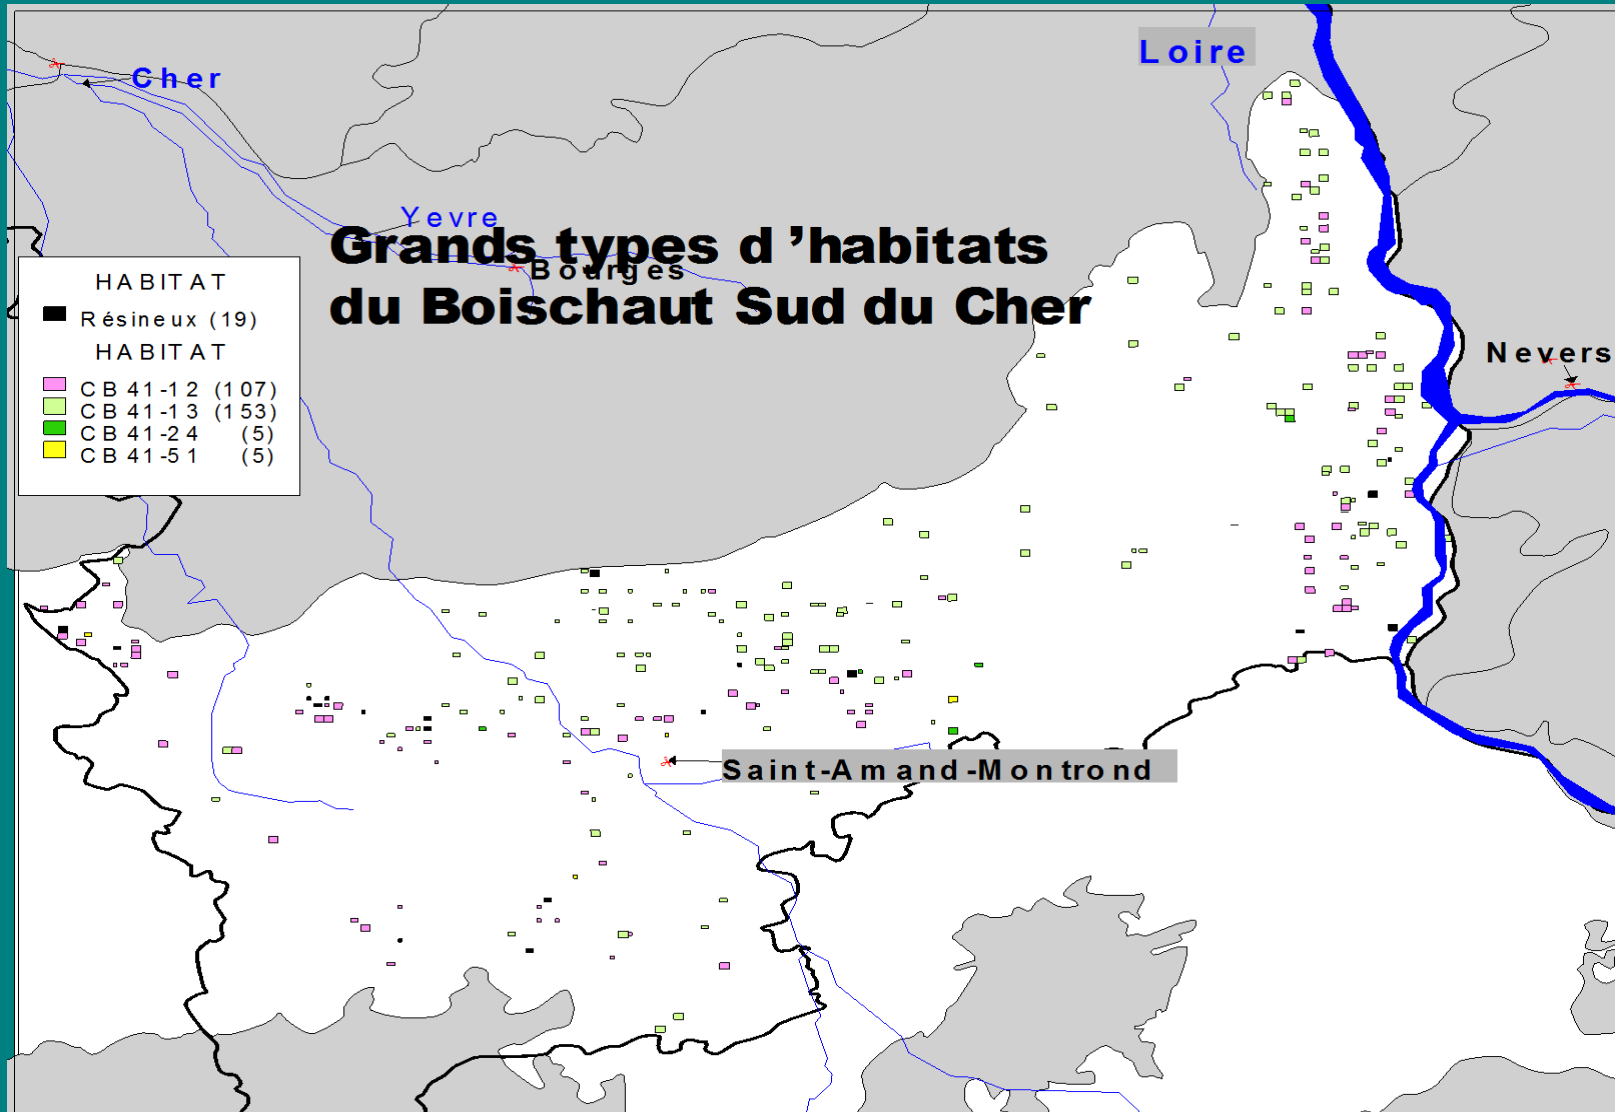 Loire
Cher
Yevre
Grands types d ’habitats
Bourges
du Boischaut Sud du Cher
HABITAT
Résineux (19)
HABITAT
CB 41-12 (107)
CB 41-13 (153)
CB 41-24 (5)
CB 41-51 (5)
Nevers
Saint-Amand-Montrond